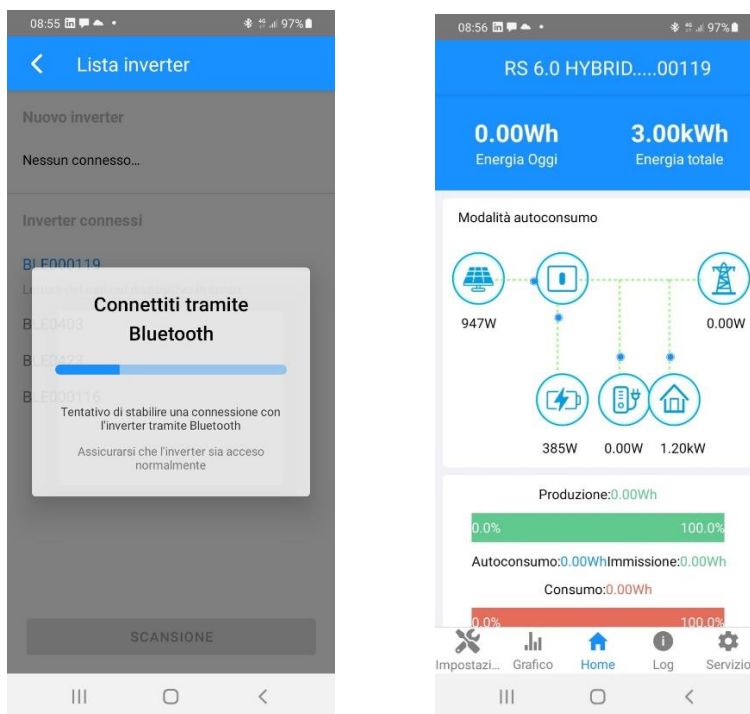 08:55
97%
Lista inverter
Nuovo inverter
Nessun connesso...
Inverter connessi
BLE000119
Connettiti tramite
Bluetooth
Tentativo di stabilire una connessione con
l'inverter tramite Bluetooth
Assicurarsi che l'inverter sia acceso
normalmente
SCANSIONE
08:56
97%
RS 6.0 HYBRID.....00119
0.00Wh
3.00kWh
Energia Oggi
Energia totale
Modalità autoconsumo
947W
0.00W
385W
0.00W
1.20kW
Produzione:0.00Wh
0.0%
100.0%
Autoconsumo:0.00WhImmissione:0.00Wh
Consumo:0.00Wh
0.0%
100.0%
Impostazi...
Grafico
Home
Log
Servizio